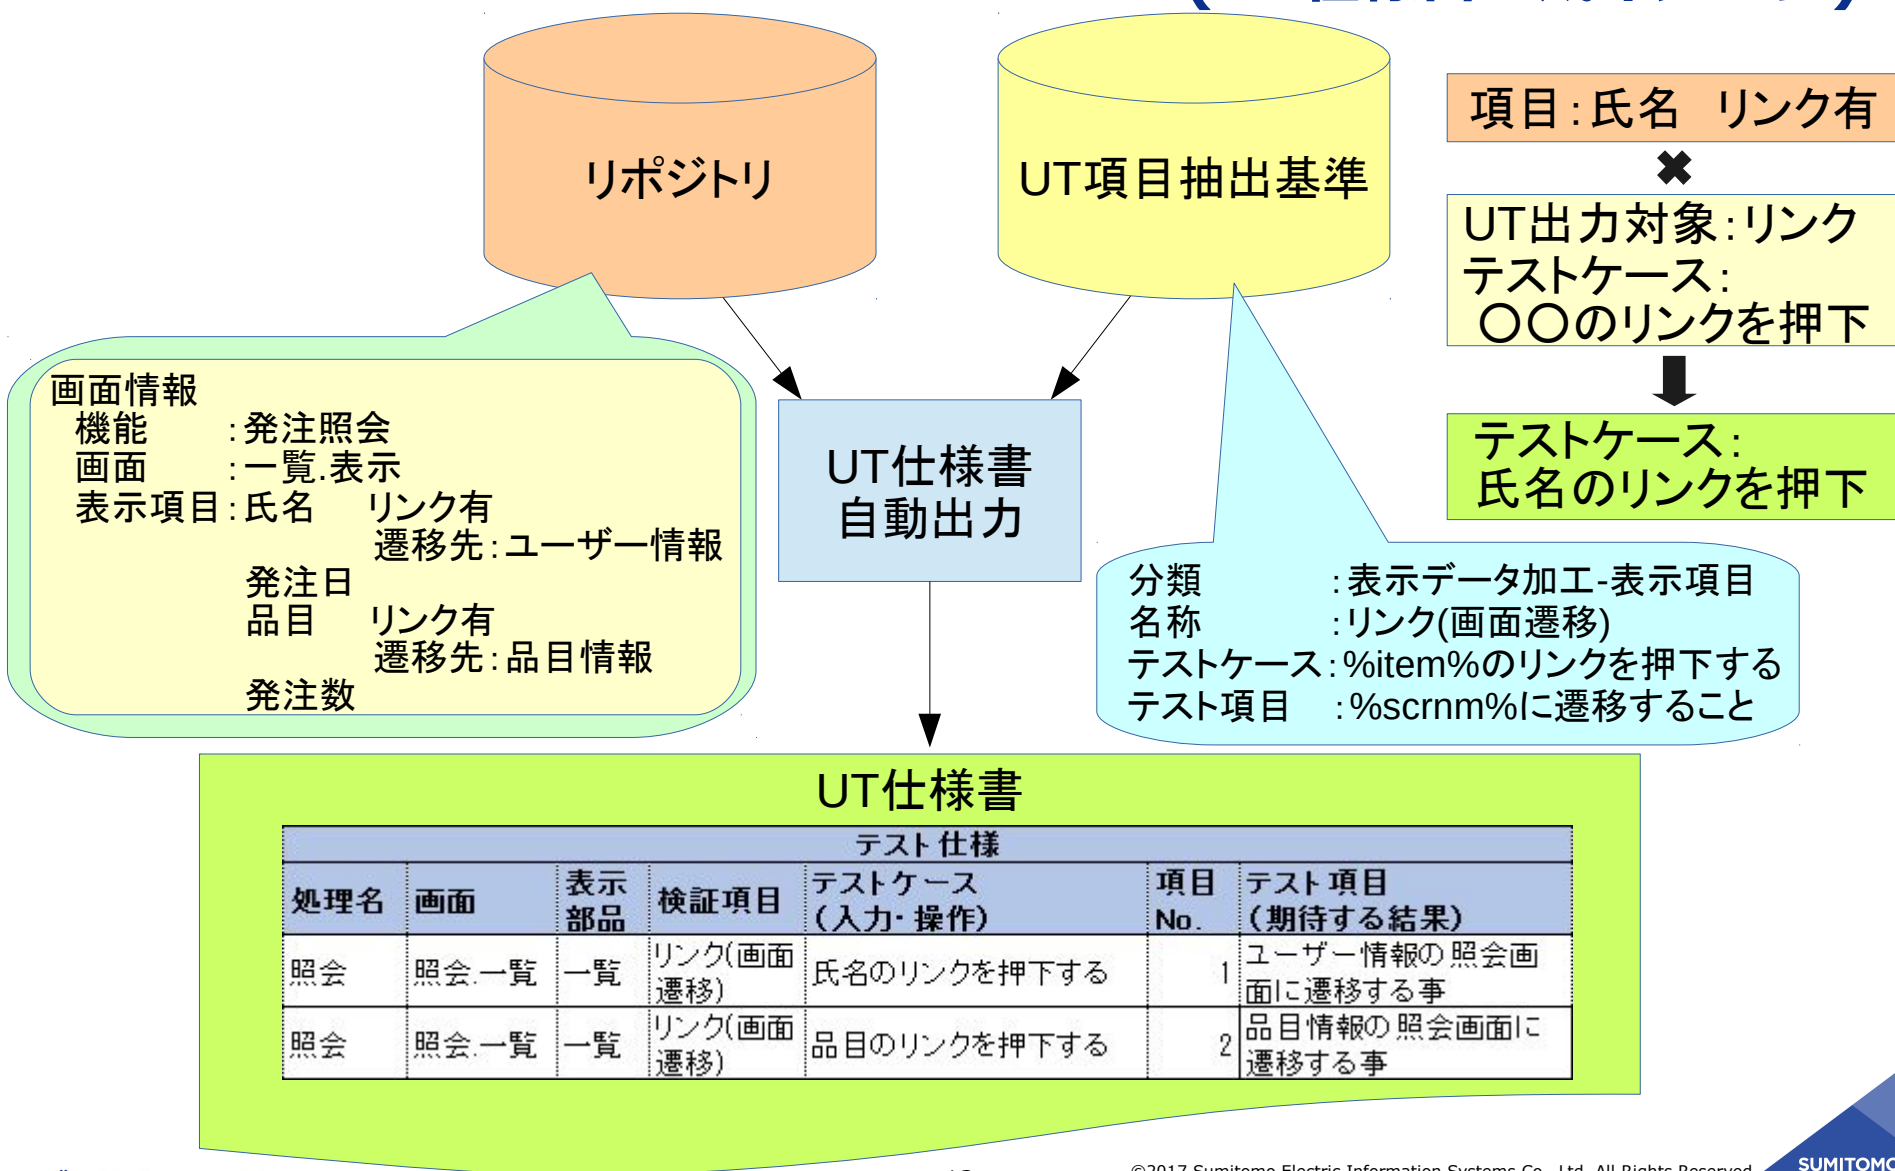 リポジトリ
UT項目抽出基準
項目:氏名　リンク有
✖
UT出力対象:リンク
テストケース:
〇〇のリンクを押下
テストケース:
氏名のリンクを押下
画面情報
機能　　:発注照会
画面　　:一覧.表示
表示項目:氏名　リンク有
遷移先:ユーザー情報
発注日
品目　リンク有
遷移先:品目情報
発注数
UT仕様書
自動出力
分類　　　:表示データ加工-表示項目
名称　　　:リンク(画面遷移)
テストケース:%item%のリンクを押下する
テスト項目　:%scrnm%に遷移すること
UT仕様書
テスト仕様
処理名　画面　表示部品　検証項目　テストケース（入力・操作）　項目No.　テスト項目（期待する結果）
照会　照会.一覧　一覧　リンク(画面遷移)　氏名のリンクを押下する　1　ユーザー情報の照会画面に遷移する事
照会　照会.一覧　一覧　リンク(画面遷移)　品目のリンクを押下する　2　品目情報の照会画面に遷移する事
©2017 Sumitomo Electric Information Systems Co., Ltd. All Rights Reserved
SUMITOMO